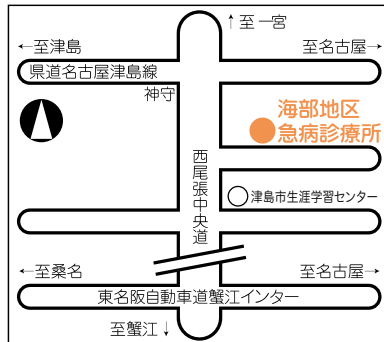 ↑至一宮
←至津島
至名古屋→
県道名古屋津島線
神守
海部地区
急病診療所
西尾張中央道
津島市生涯学習センター
←至桑名
至名古屋→
東名阪自動車道蟹江インター
至蟹江↓